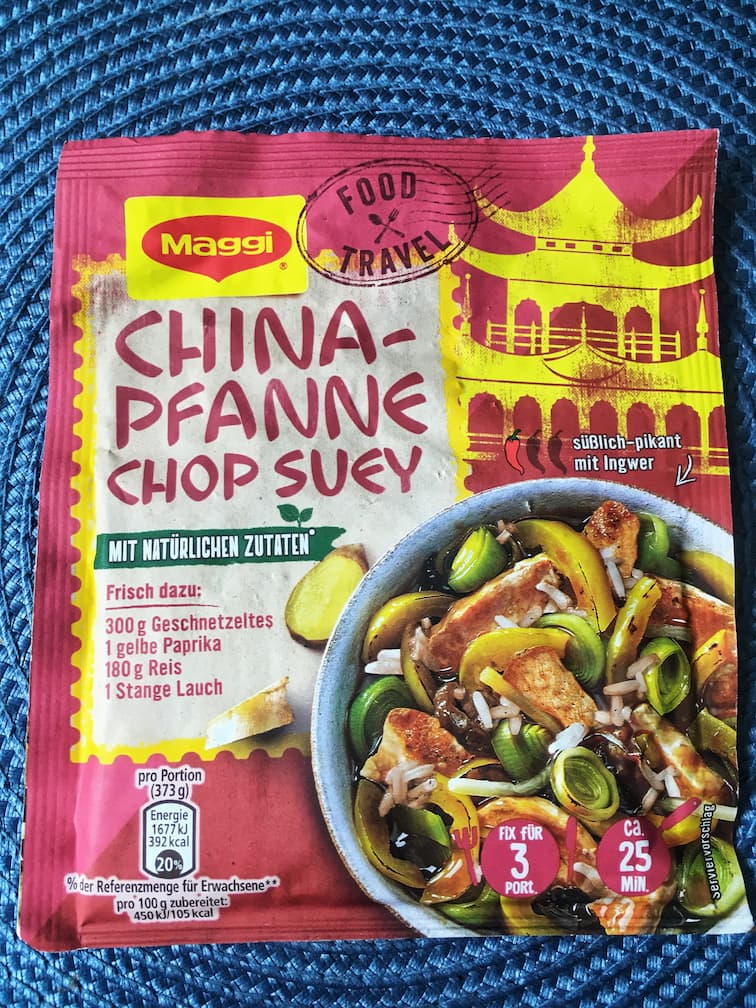 Maggi
®
FOOD
TRAVEL
CHINA-
PFANNE
CHOP SUEY
süßlich-pikant
mit Ingwer
MIT NATÜRLICHEN ZUTATEN*
Frisch dazu:
300 g Geschnetzeltes
1 gelbe Paprika
180 g Reis
1 Stange Lauch
pro Portion
(373 g)
Energie
1677 kJ
392 kcal
20%
% der Referenzmenge für Erwachsene**
pro 100 g zubereitet:
450 kJ/105 kcal
FIX FÜR
3
PORT.
CA.
25
MIN.
Serviervorschlag